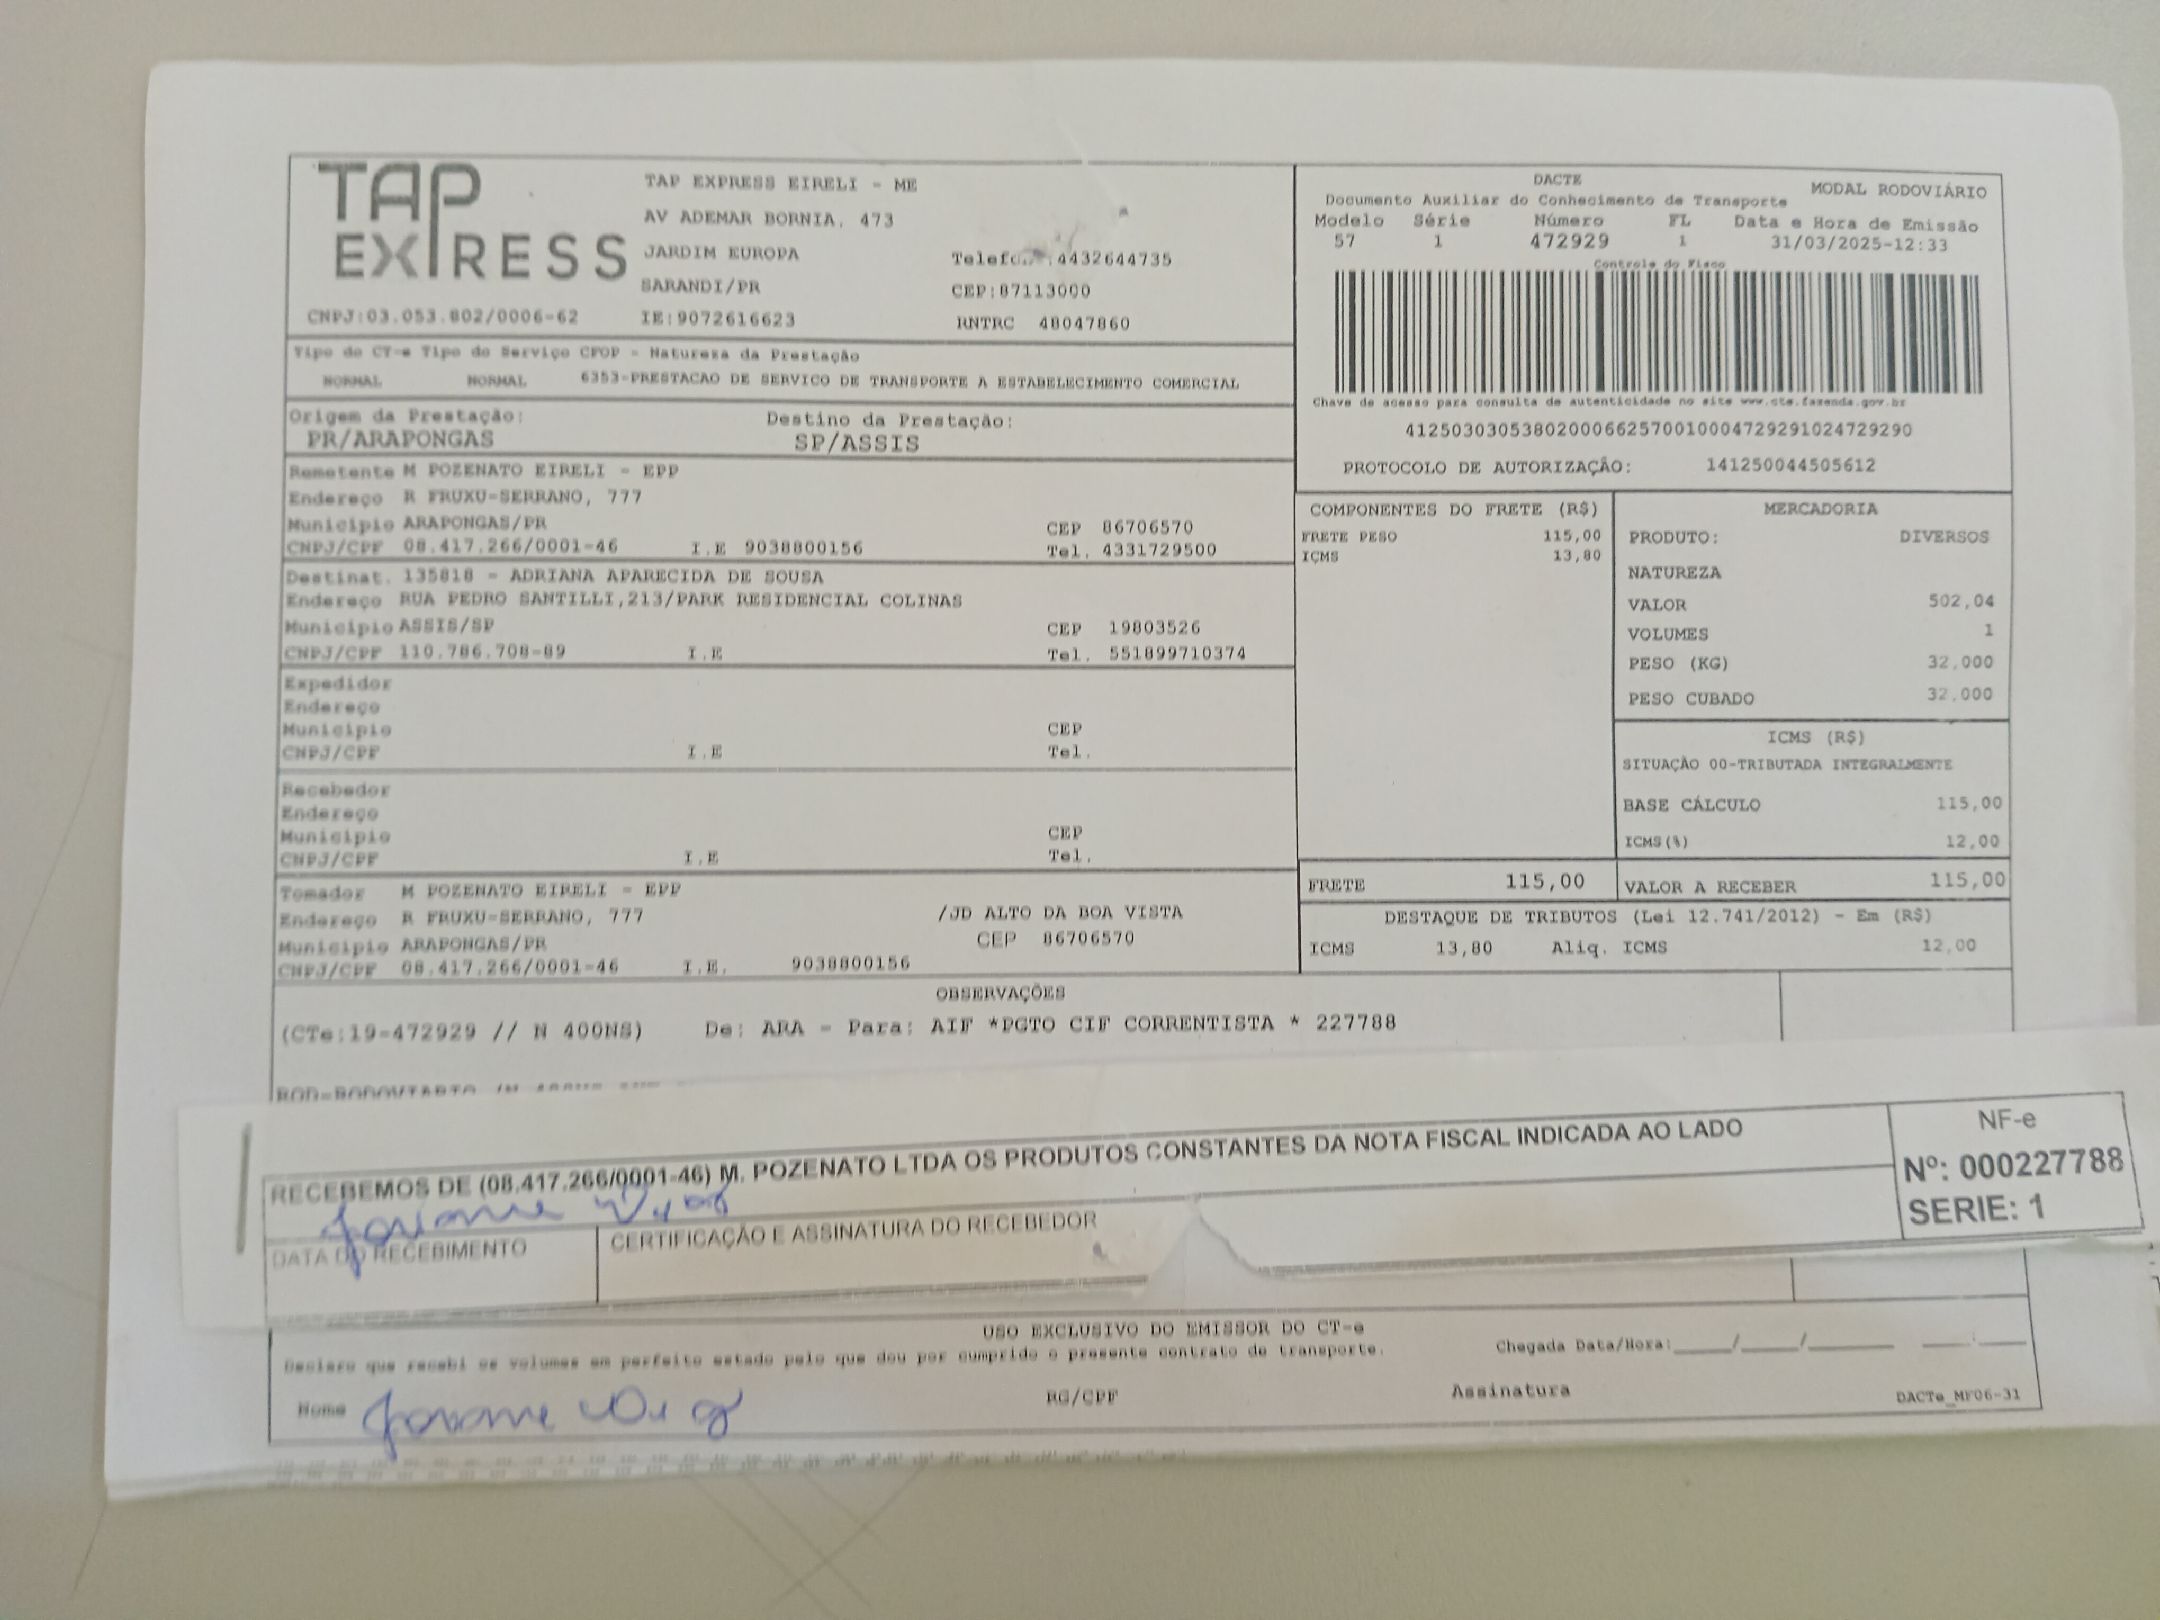 TAP
EXPRESS
TAP EXPRESS EIRELI - ME
AV ADEMAR BORNIA, 473
JARDIM EUROPA
SARANDI/PR
4432644735
CEP:87113000
CNPJ:03.053.802/0006-62 IE:9072616623 RNTRC 48047860
DACTE MODAL RODOVIÁRIO
Documento Auxiliar do Conhecimento de Transporte
Modelo Série Número FL Data e Hora de Emissão
57 1 472929 1 31/03/2025-12:33
Controle do Fisco
Chave de acesso para consulta de autenticidade no site www.cte.fazenda.gov.br
41250303053802000662570010004729291024729290
PROTOCOLO DE AUTORIZAÇÃO: 141250044505612
Tipo do CT-e Tipo do Serviço CFOP - Natureza da Prestação
NORMAL NORMAL 6353-PRESTACAO DE SERVICO DE TRANSPORTE A ESTABELECIMENTO COMERCIAL
Origem da Prestação: Destino da Prestação:
PR/ARAPONGAS SP/ASSIS
Remetente M POZENATO EIRELI - EPP
Endereço R FRUXU-SERRANO, 777
Município ARAPONGAS/PR CEP 86706570
CNPJ/CPF 08.417.266/0001-46 I.E 9038800156 Tel. 4331729500
Destinat. 135818 - ADRIANA APARECIDA DE SOUSA
Endereço RUA PEDRO SANTILLI,213/PARK RESIDENCIAL COLINAS
Município ASSIS/SP CEP 19803526
CNPJ/CPF 110.786.708-89 I.E Tel. 551899710374
Expedidor
Endereço
Município CEP
CNPJ/CPF I.E Tel.
Recebedor
Endereço
Município CEP
CNPJ/CPF I.E Tel.
Tomador M POZENATO EIRELI - EPP
Endereço R FRUXU-SERRANO, 777 /JD ALTO DA BOA VISTA
Município ARAPONGAS/PR CEP 86706570
CNPJ/CPF 08.417.266/0001-46 I.E. 9038800156
COMPONENTES DO FRETE (R$)
FRETE PESO 115,00
ICMS 13,80
MERCADORIA
PRODUTO: DIVERSOS
NATUREZA
VALOR 502,04
VOLUMES 1
PESO (KG) 32,000
PESO CUBADO 32,000
ICMS (R$)
SITUAÇÃO 00-TRIBUTADA INTEGRALMENTE
BASE CÁLCULO 115,00
ICMS(%) 12,00
FRETE 115,00 VALOR A RECEBER 115,00
DESTAQUE DE TRIBUTOS (Lei 12.741/2012) - Em (R$)
ICMS 13,80 Aliq. ICMS 12,00
OBSERVAÇÕES
(CTe:19-472929 // N 400NS) De: ARA - Para: AIF *PGTO CIF CORRENTISTA * 227788
RECEBEMOS DE (08.417.266/0001-46) M. POZENATO LTDA OS PRODUTOS CONSTANTES DA NOTA FISCAL INDICADA AO LADO
DATA DO RECEBIMENTO CERTIFICAÇÃO E ASSINATURA DO RECEBEDOR
NF-e
Nº: 000227788
SERIE: 1
USO EXCLUSIVO DO EMISSOR DO CT-e
Declaro que recebi os volumes em perfeito estado pelo que dou por cumprido o presente contrato de transporte. Chegada Data/Hora:____/____/____ __:__
Nome RG/CPF Assinatura DACTe_MF06-31